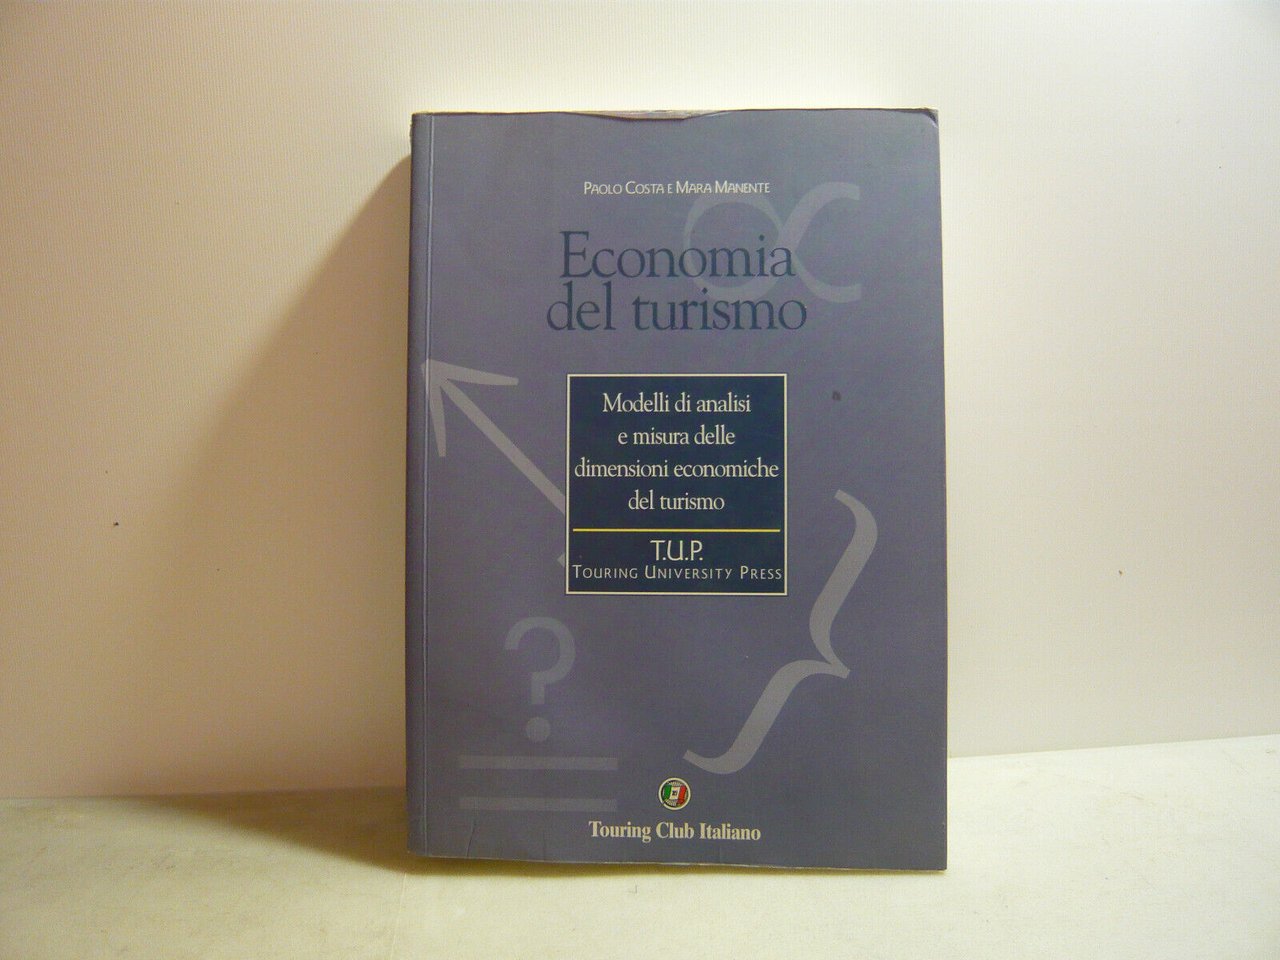 PAOLO COSTA E MARA MANENTE
Economia
del turismo
Modelli di analisi
e misura delle
dimensioni economiche
del turismo
T.U.P.
TOURING UNIVERSITY PRESS
?
Touring Club Italiano